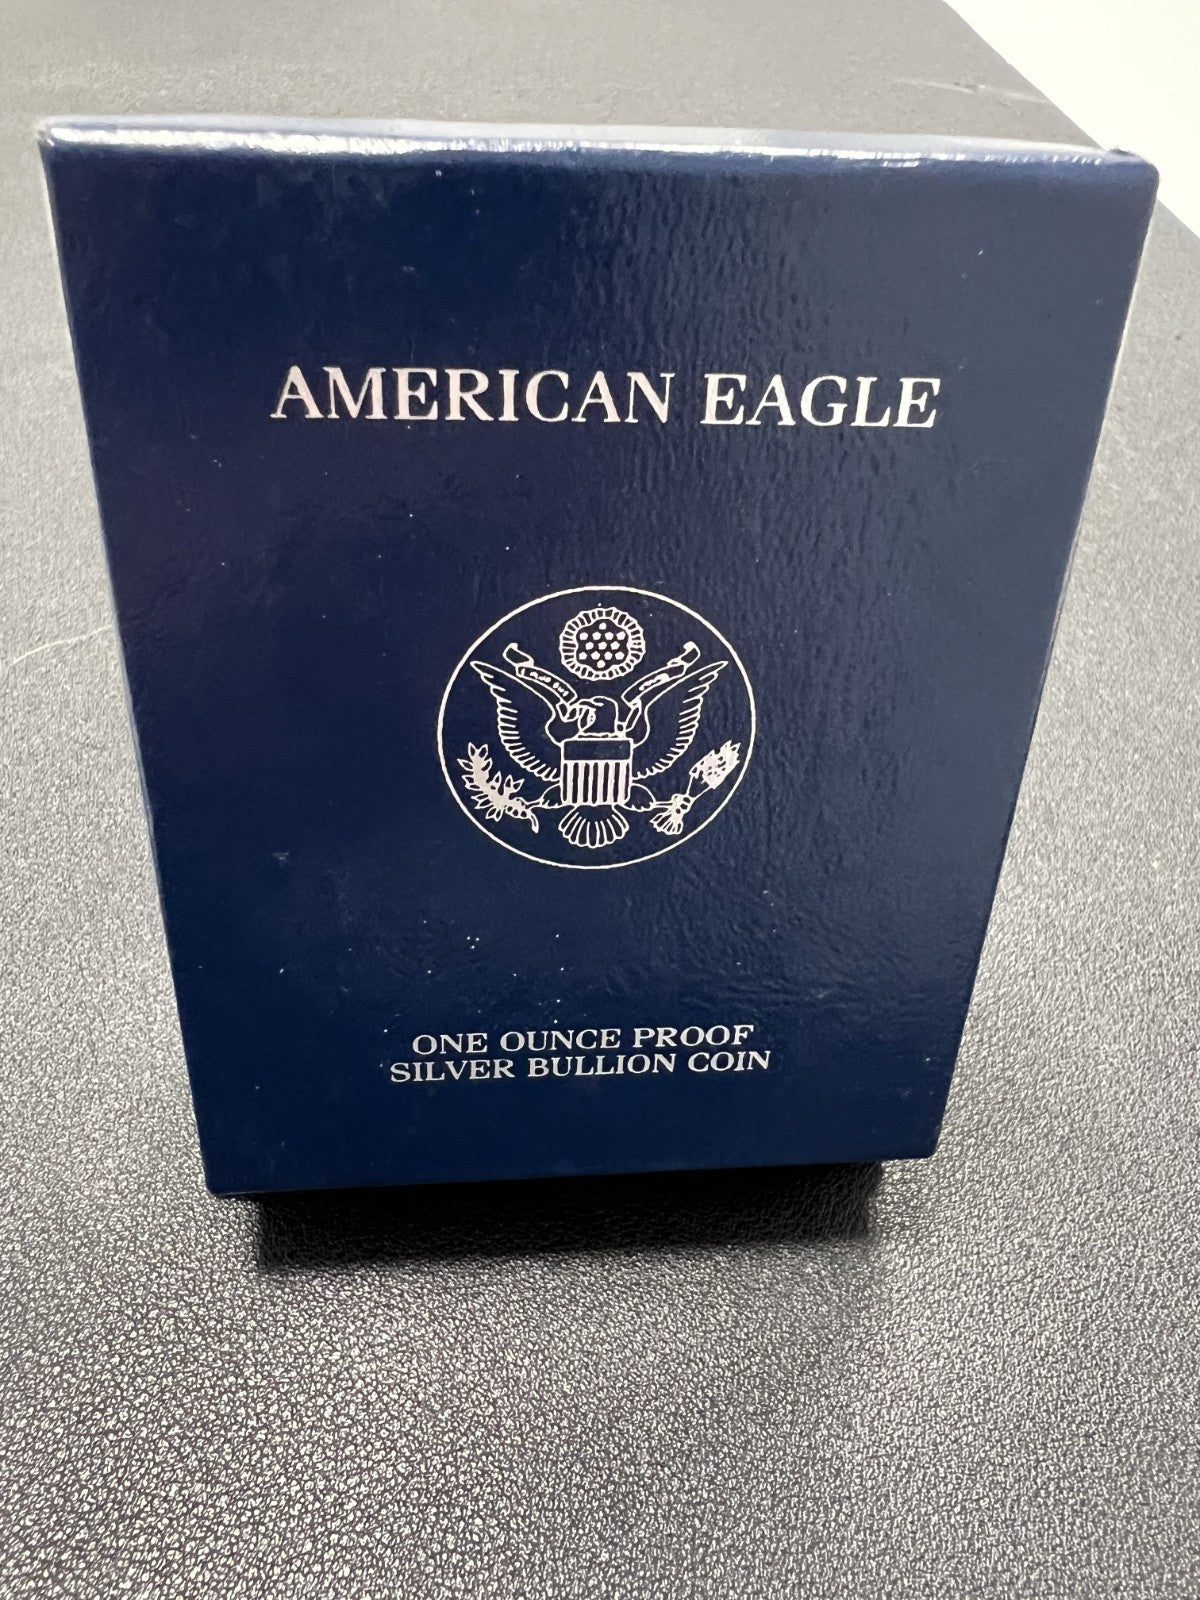 AMERICAN EAGLE
ONE OUNCE PROOF
SILVER BULLION COIN